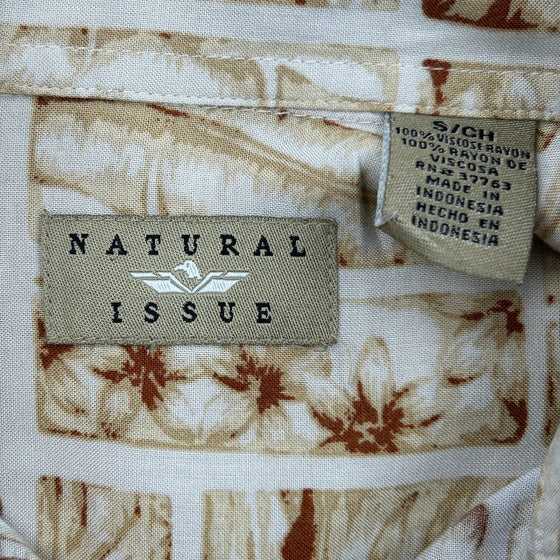 NATURAL
ISSUE
S/CH
100% VISCOSE RAYON
100% RAYON DE
VISCOSA
RN# 37763
MADE IN
INDONESIA
HECHO EN
INDONESIA